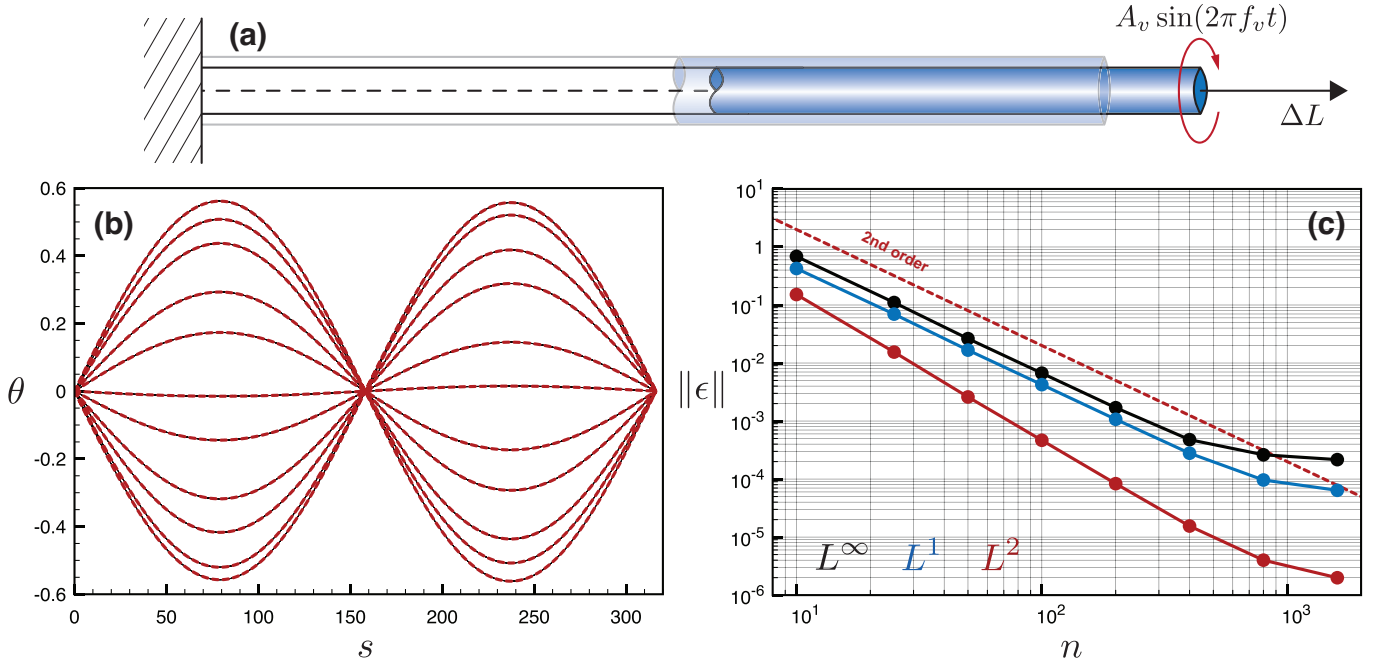 (a)
A_v sin(2πf_v t)
ΔL
(b)
0.6
0.4
0.2
0
-0.2
-0.4
-0.6
θ
0 50 100 150 200 250 300
s
(c)
10^1
1
10^-1
10^-2
10^-3
10^-4
10^-5
10^-6
‖ϵ‖
2nd order
L^∞ L^1 L^2
10^1 10^2 10^3
n